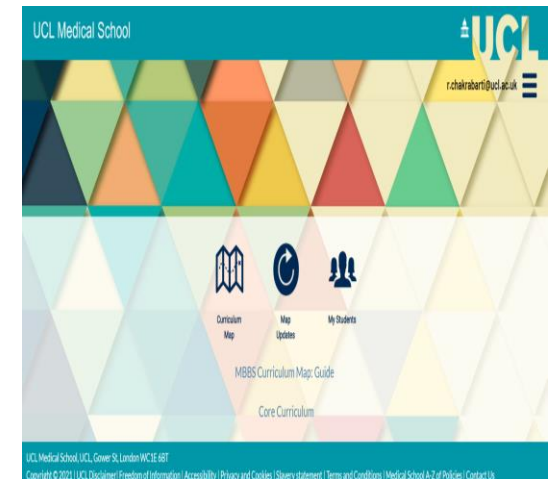 UCL Medical School
UCL
r.chakrabarti@ucl.ac.uk
Curriculum
Map
Map
Updates
My Students
MBBS Curriculum Map: Guide
Core Curriculum
UCL Medical School, UCL, Gower St, London WC1E 6BT
Copyright © 2021 | UCL Disclaimer| Freedom of Information | Accessibility | Privacy and Cookies | Slavery statement | Terms and Conditions | Medical School A-Z of Policies | Contact Us